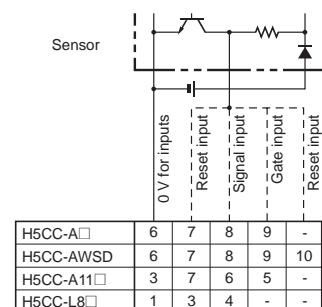 Sensor
0 V for inputs
Reset input
Signal input
Gate input
Reset input
H5CC-A□ 6 7 8 9 -
H5CC-AWSD 6 7 8 9 10
H5CC-A11□ 3 7 6 5 -
H5CC-L8□ 1 3 4 - -